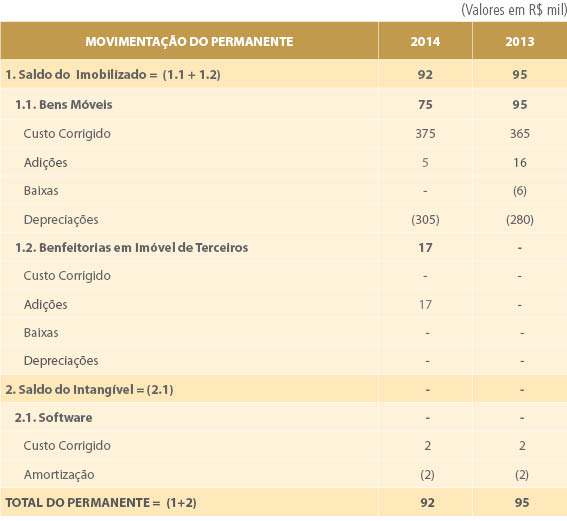 (Valores em R$ mil)
MOVIMENTAÇÃO DO PERMANENTE 2014 2013
1. Saldo do Imobilizado = (1.1 + 1.2) 92 95
1.1. Bens Móveis 75 95
Custo Corrigido 375 365
Adições 5 16
Baixas - (6)
Depreciações (305) (280)
1.2. Benfeitorias em Imóvel de Terceiros 17 -
Custo Corrigido - -
Adições 17 -
Baixas - -
Depreciações - -
2. Saldo do Intangível = (2.1) - -
2.1. Software - -
Custo Corrigido 2 2
Amortização (2) (2)
TOTAL DO PERMANENTE = (1+2) 92 95